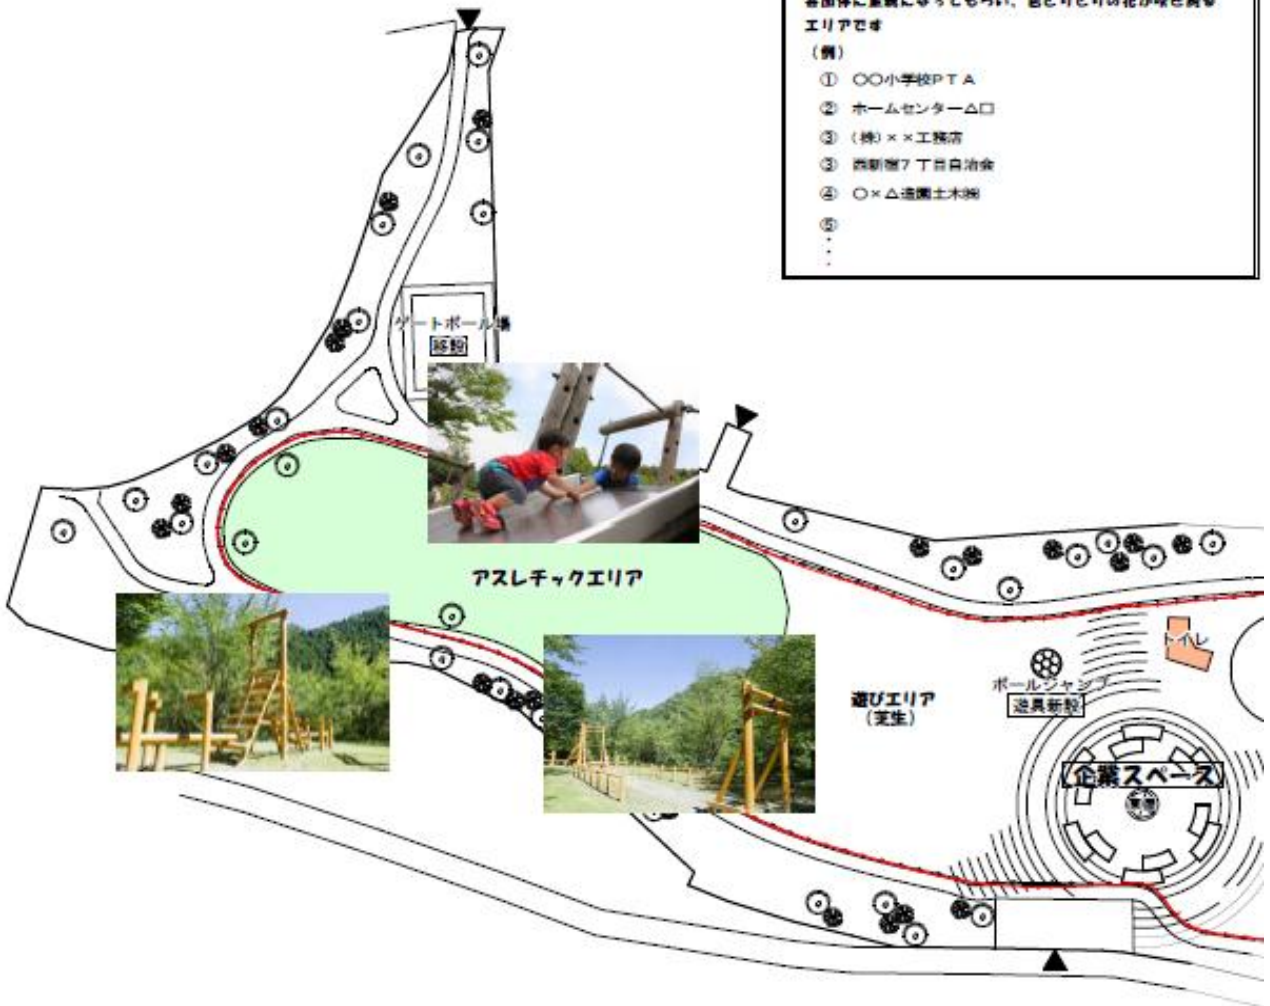 エリアです
（例）
① 〇〇小学校ＰＴＡ
② ホームセンター△□
③ (株)××工務店
③ 西新宿7丁目自治会
④ 〇×△造園土木㈱
⑤
ゲートボール場
移設
アスレチックエリア
トイレ
ボールジャンプ
遊具新設
遊びエリア
（芝生）
企業スペース